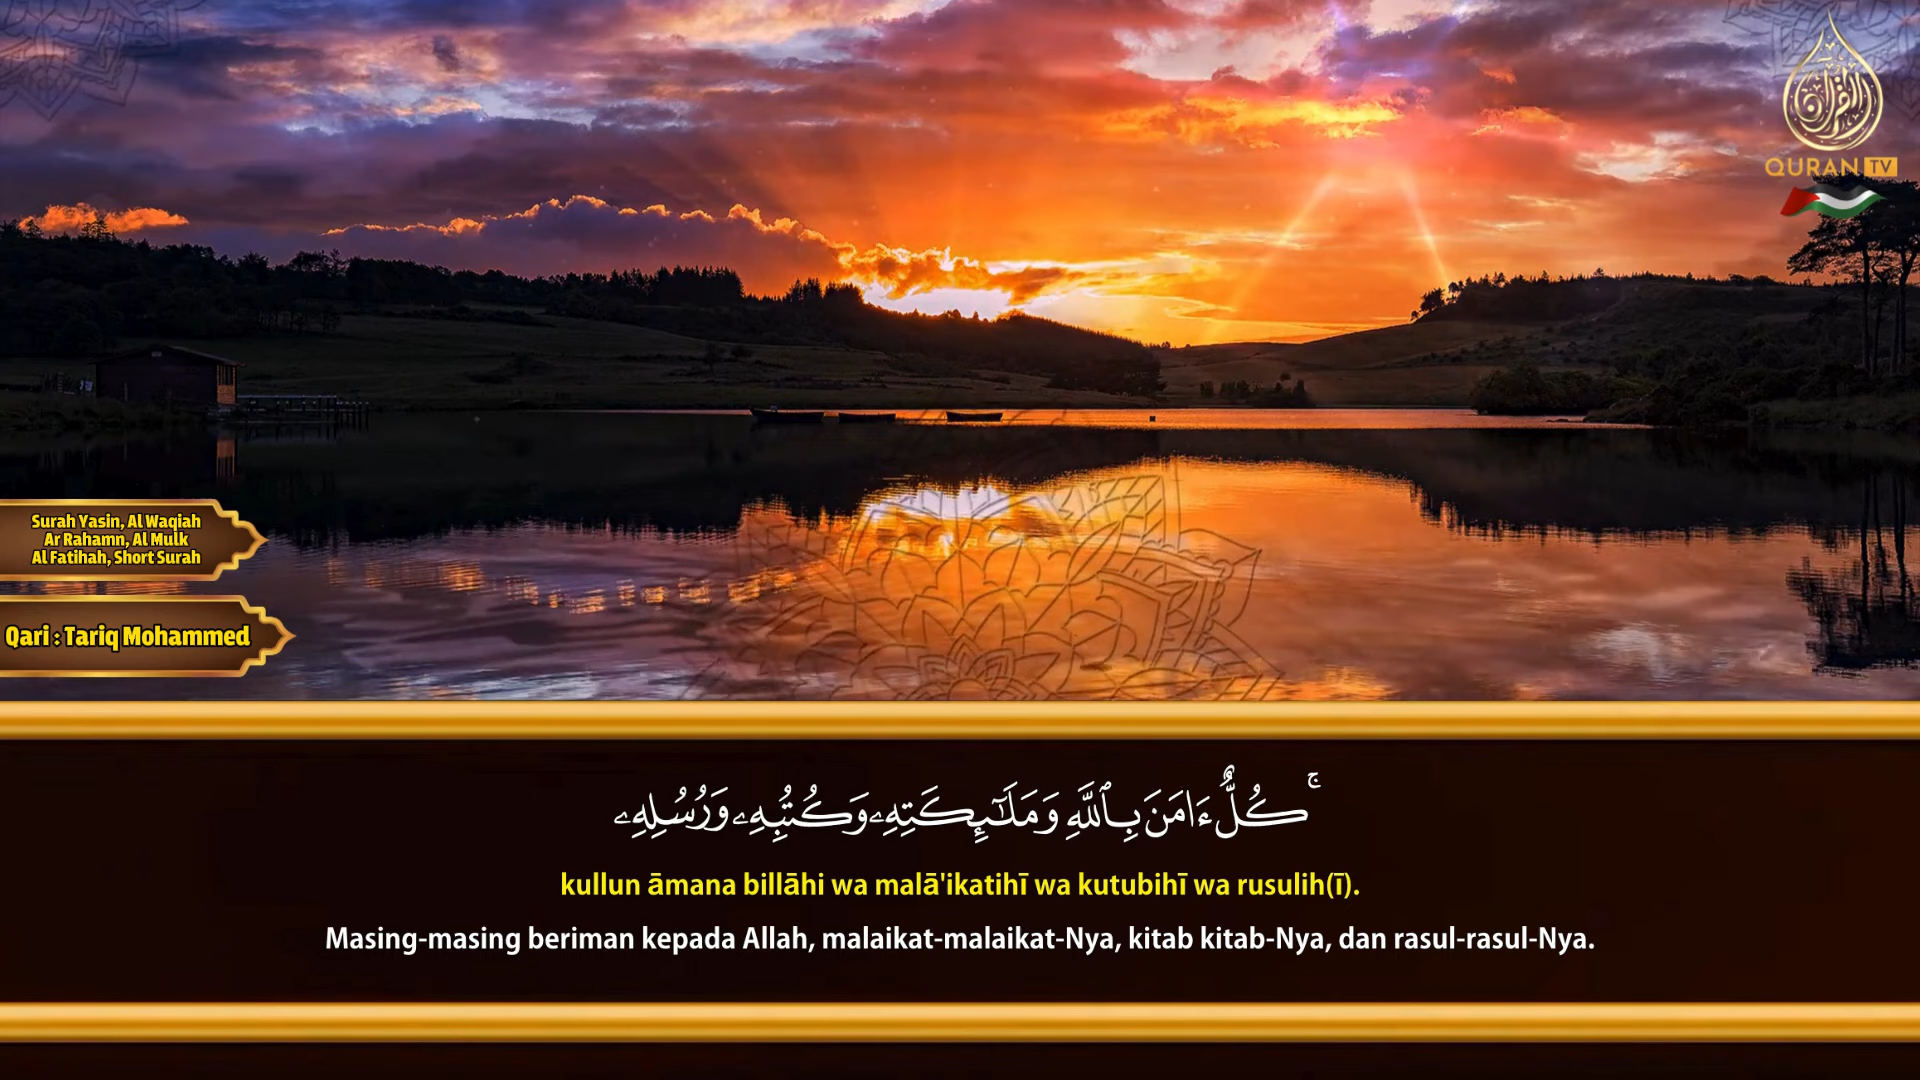 القرآن
QURAN TV
Surah Yasin, Al Waqiah
Ar Rahamn, Al Mulk
Al Fatihah, Short Surah
Qari : Tariq Mohammed
كُلٌّ ءَامَنَ بِٱللَّهِ وَمَلَـٰٓئِكَتِهِۦ وَكُتُبِهِۦ وَرُسُلِهِۦ ۚ
kullun āmana billāhi wa malā'ikatihī wa kutubihī wa rusulih(ī).
Masing-masing beriman kepada Allah, malaikat-malaikat-Nya, kitab kitab-Nya, dan rasul-rasul-Nya.